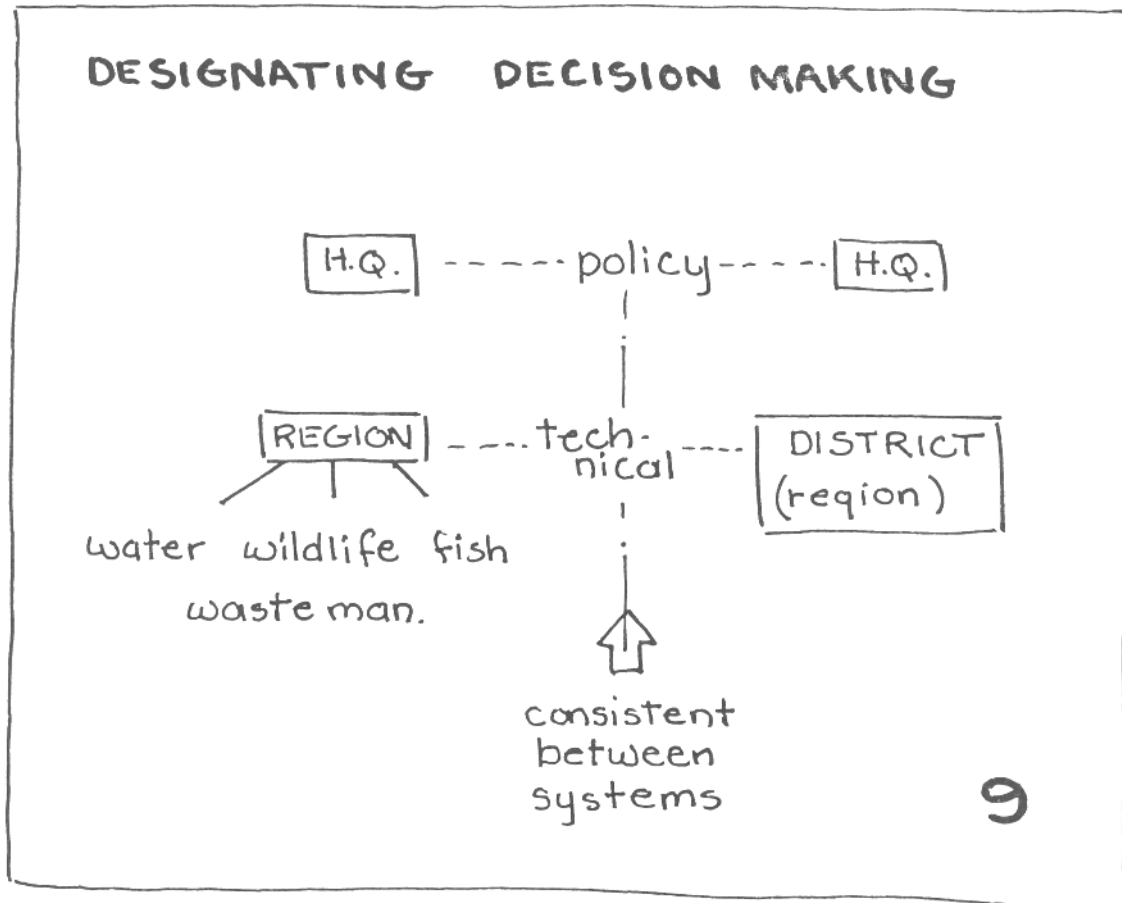 DESIGNATING DECISION MAKING
H.Q. policy H.Q.
REGION tech- DISTRICT
nical (region)
water wildlife fish
waste man.
consistent
between
systems
9